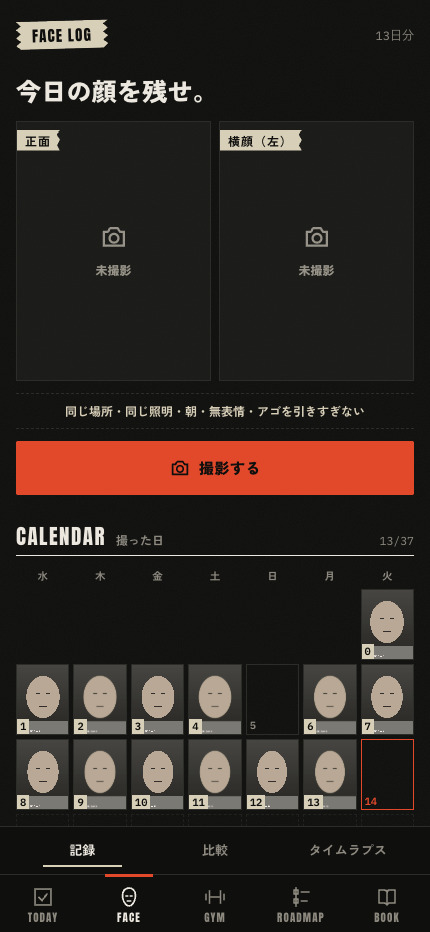 FACE LOG
13日分
今日の顔を残せ。
正面
横顔（左）
未撮影
未撮影
同じ場所・同じ照明・朝・無表情・アゴを引きすぎない
撮影する
CALENDAR 撮った日
13/37
水 木 金 土 日 月 火
0
1 2 3 4 5 6 7
8 9 10 11 12 13 14
記録 比較 タイムラプス
TODAY FACE GYM ROADMAP BOOK